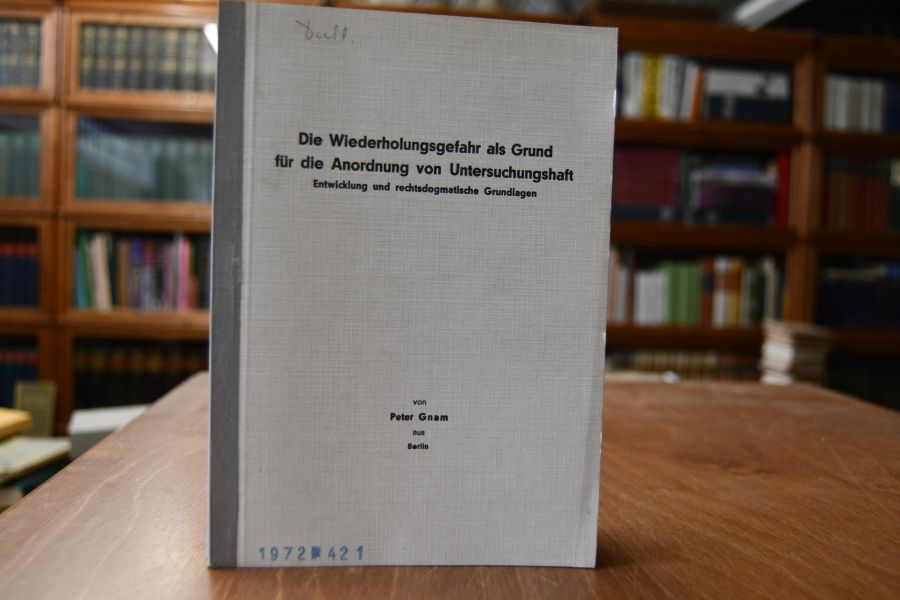 Die Wiederholungsgefahr als Grund
für die Anordnung von Untersuchungshaft
Entwicklung und rechtsdogmatische Grundlagen
von
Peter Gnam
aus
Berlin
1972 421